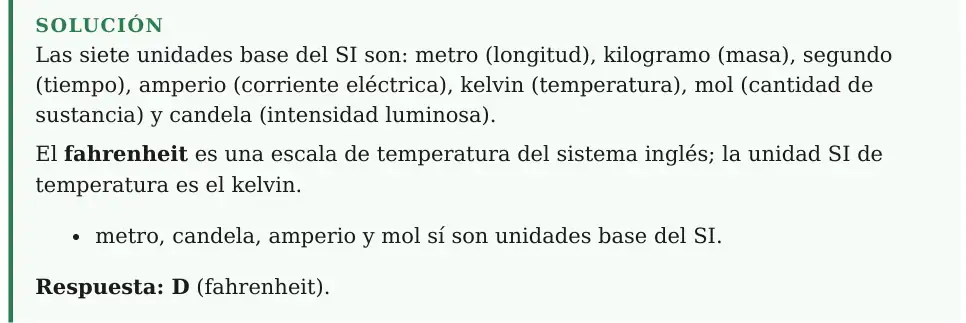 SOLUCIÓN
Las siete unidades base del SI son: metro (longitud), kilogramo (masa), segundo
(tiempo), amperio (corriente eléctrica), kelvin (temperatura), mol (cantidad de
sustancia) y candela (intensidad luminosa).
El fahrenheit es una escala de temperatura del sistema inglés; la unidad SI de
temperatura es el kelvin.
• metro, candela, amperio y mol sí son unidades base del SI.
Respuesta: D (fahrenheit).